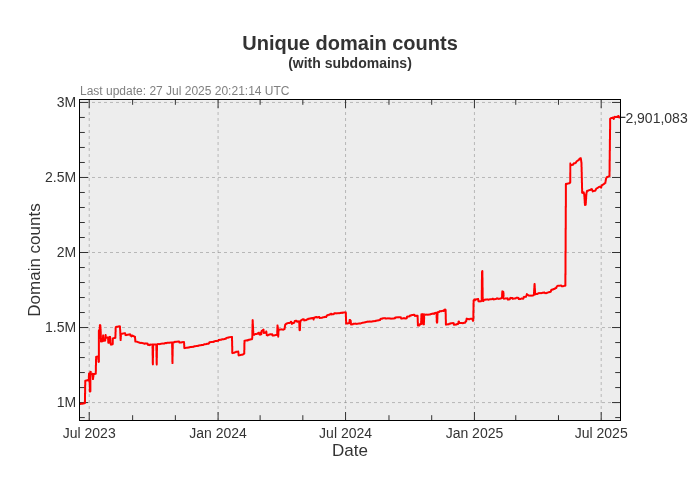 Unique domain counts
(with subdomains)
Last update: 27 Jul 2025 20:21:14 UTC
3M
2,901,083
2.5M
2M
1.5M
1M
Domain counts
Jul 2023
Jan 2024
Jul 2024
Jan 2025
Jul 2025
Date